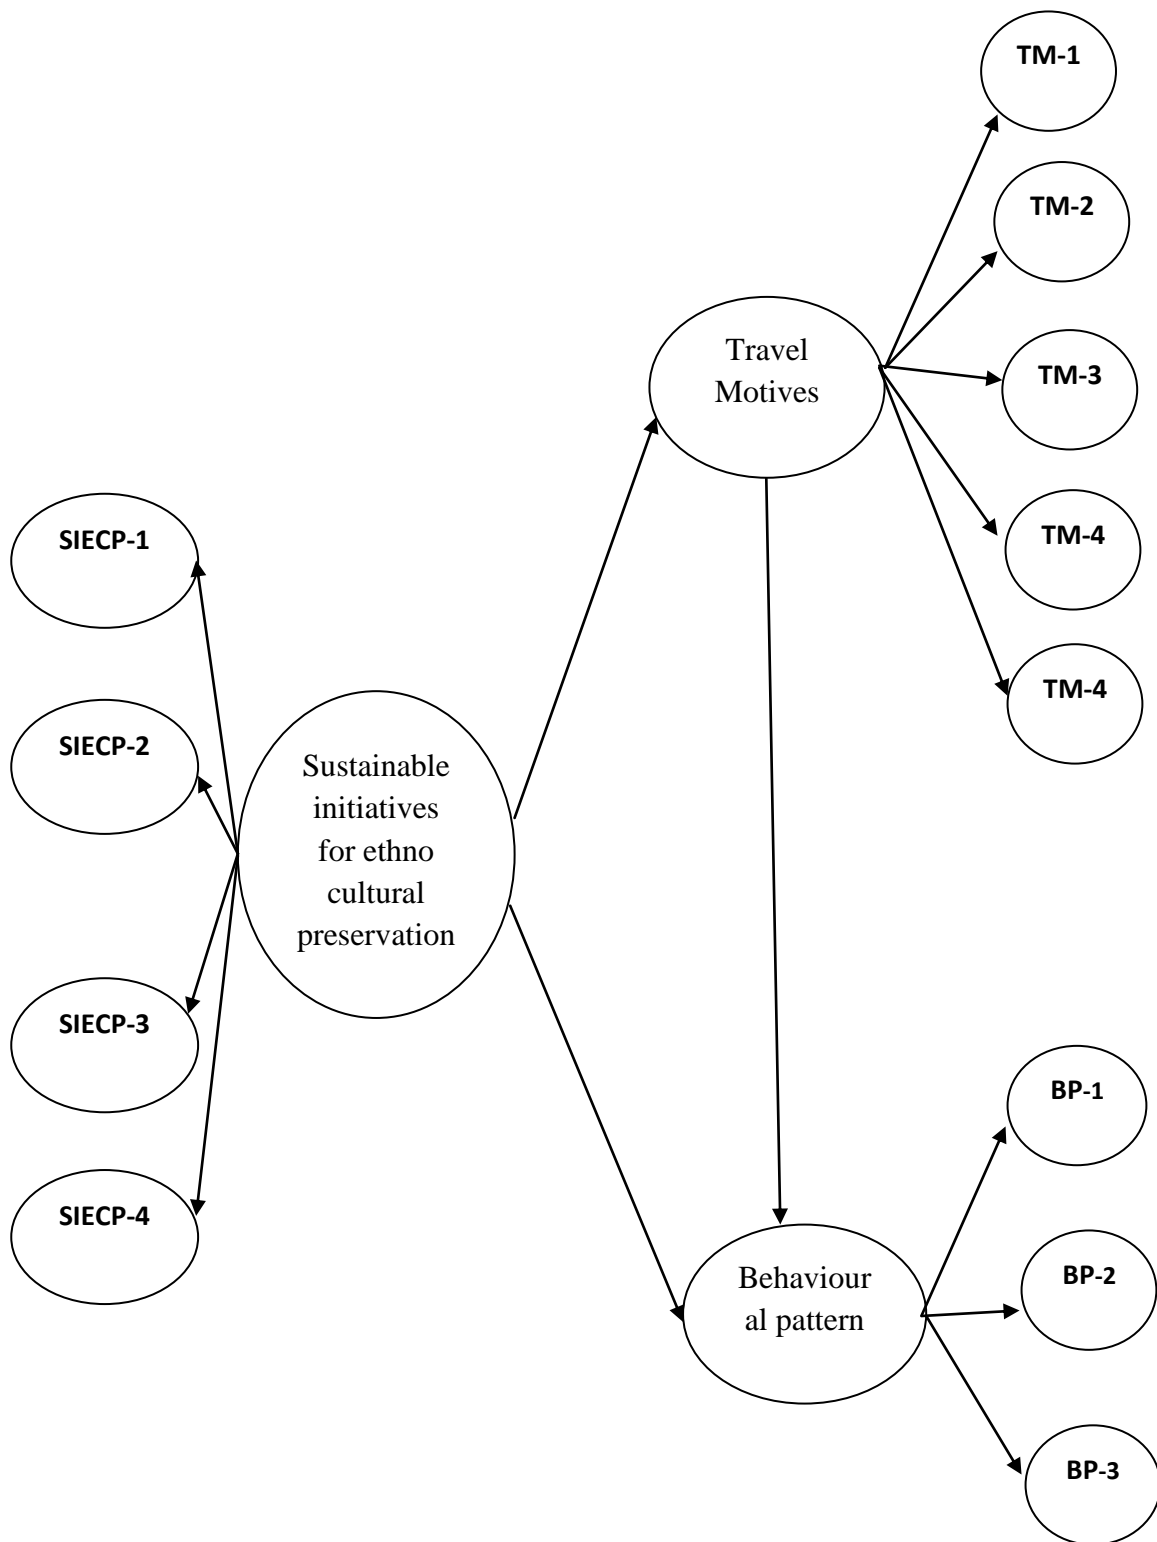 TM-1
TM-2
Travel
Motives
TM-3
TM-4
TM-4
SIECP-1
SIECP-2
Sustainable
initiatives
for ethno
cultural
preservation
SIECP-3
SIECP-4
BP-1
Behaviour
al pattern
BP-2
BP-3